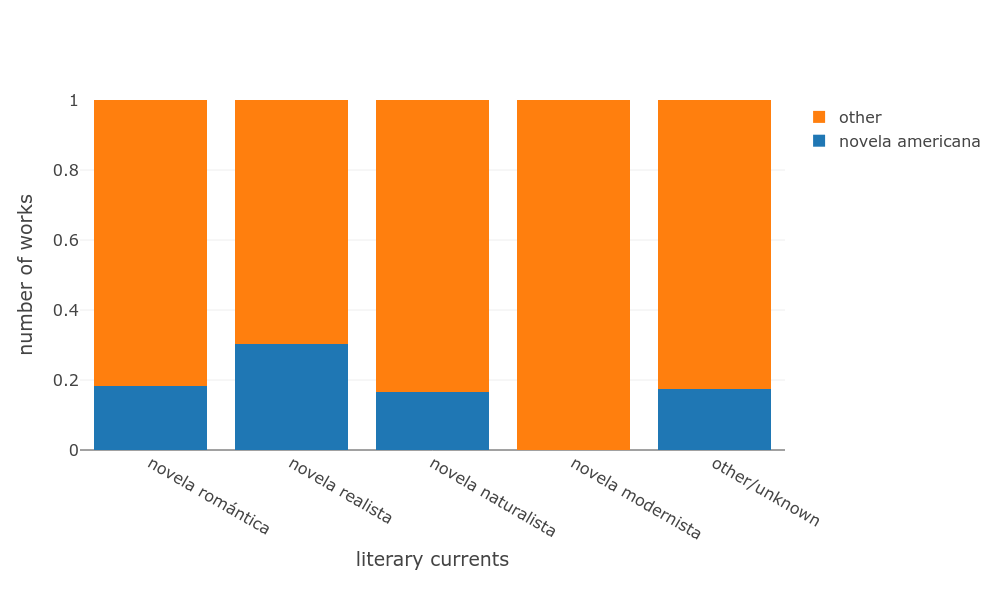 1
0.8
0.6
0.4
0.2
0
number of works
novela romántica
novela realista
novela naturalista
novela modernista
other/unknown
literary currents
other
novela americana